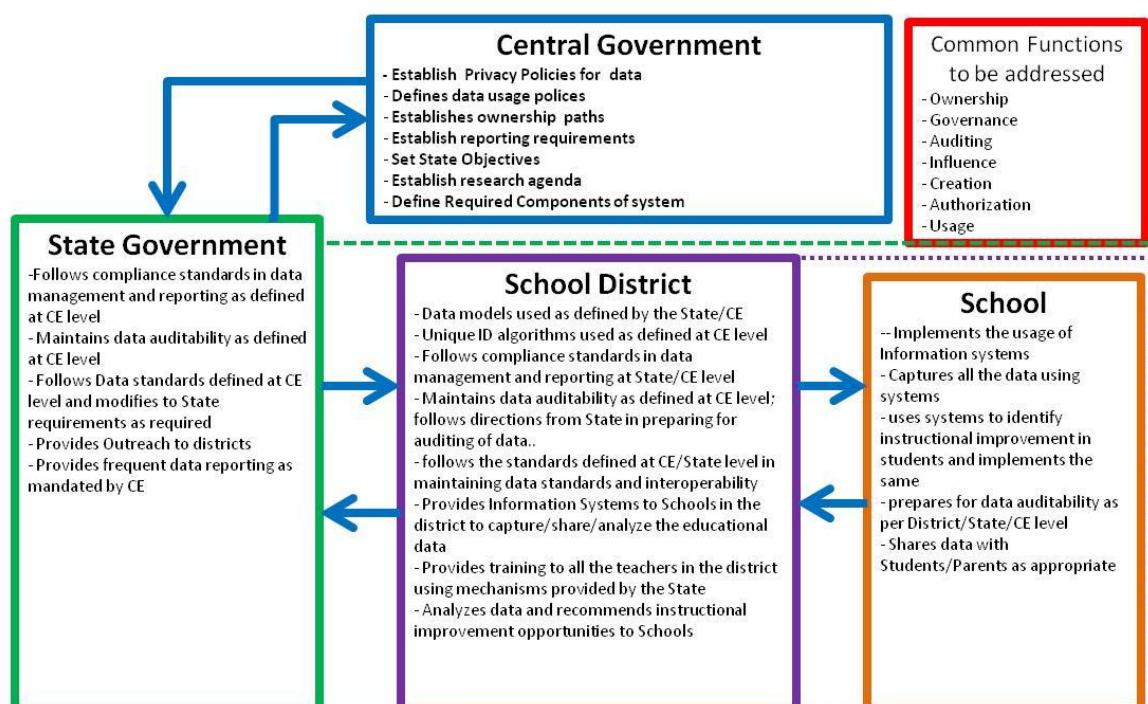 Central Government
- Establish Privacy Policies for data
- Defines data usage polices
- Establishes ownership paths
- Establish reporting requirements
- Set State Objectives
- Establish research agenda
- Define Required Components of system
Common Functions
to be addressed
- Ownership
- Governance
- Auditing
- Influence
- Creation
- Authorization
- Usage
State Government
-Follows compliance standards in data
management and reporting as defined
at CE level
- Maintains data auditability as defined
at CE level
- Follows Data standards defined at CE
level and modifies to State
requirements as required
- Provides Outreach to districts
- Provides frequent data reporting as
mandated by CE
School District
- Data models used as defined by the State/CE
- Unique ID algorithms used as defined at CE level
- Follows compliance standards in data
management and reporting at State/CE level
- Maintains data auditability as defined at CE level;
follows directions from State in preparing for
auditing of data..
- follows the standards defined at CE/State level in
maintaining data standards and interoperability
- Provides Information Systems to Schools in the
district to capture/share/analyze the educational
data
- Provides training to all the teachers in the district
using mechanisms provided by the State
- Analyzes data and recommends instructional
improvement opportunities to Schools
School
-- Implements the usage of
Information systems
- Captures all the data using
systems
- uses systems to identify
instructional improvement in
students and implements the
same
- prepares for data auditability as
per District/State/CE level
- Shares data with
Students/Parents as appropriate